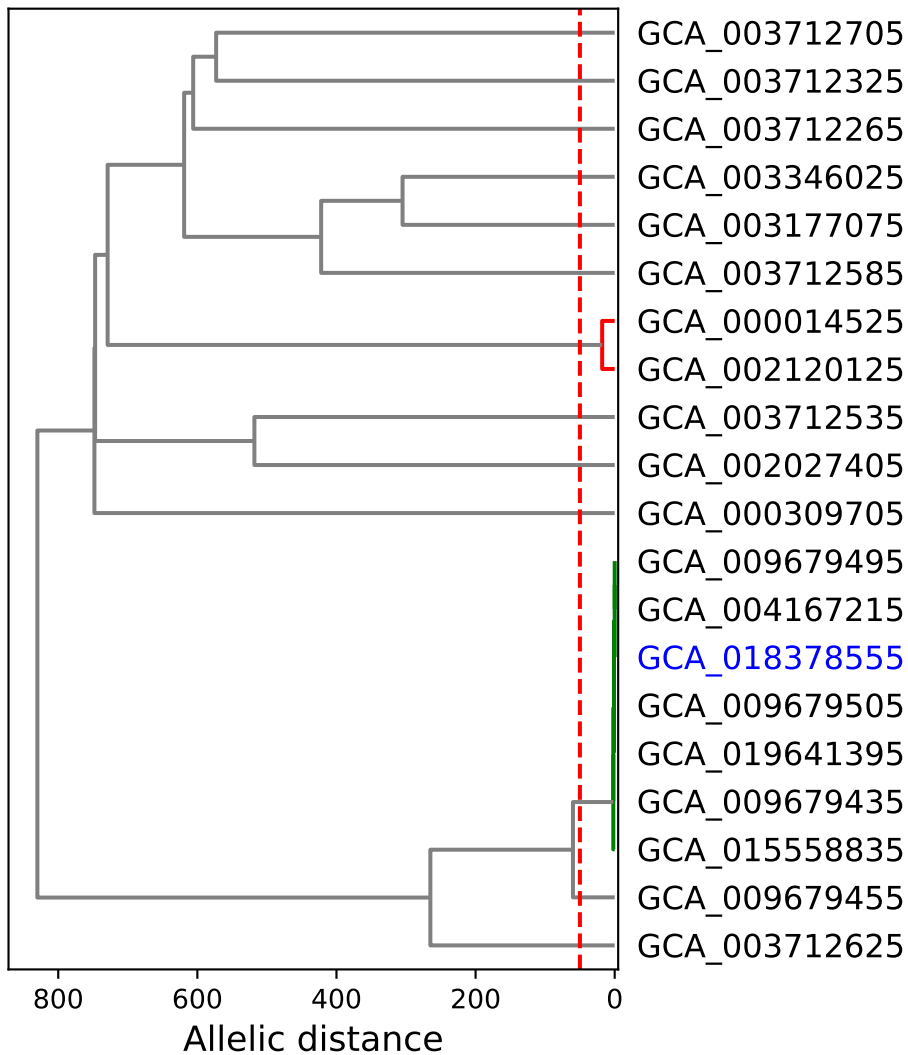 GCA_003712705
GCA_003712325
GCA_003712265
GCA_003346025
GCA_003177075
GCA_003712585
GCA_000014525
GCA_002120125
GCA_003712535
GCA_002027405
GCA_000309705
GCA_009679495
GCA_004167215
GCA_018378555
GCA_009679505
GCA_019641395
GCA_009679435
GCA_015558835
GCA_009679455
GCA_003712625
800 600 400 200 0
Allelic distance